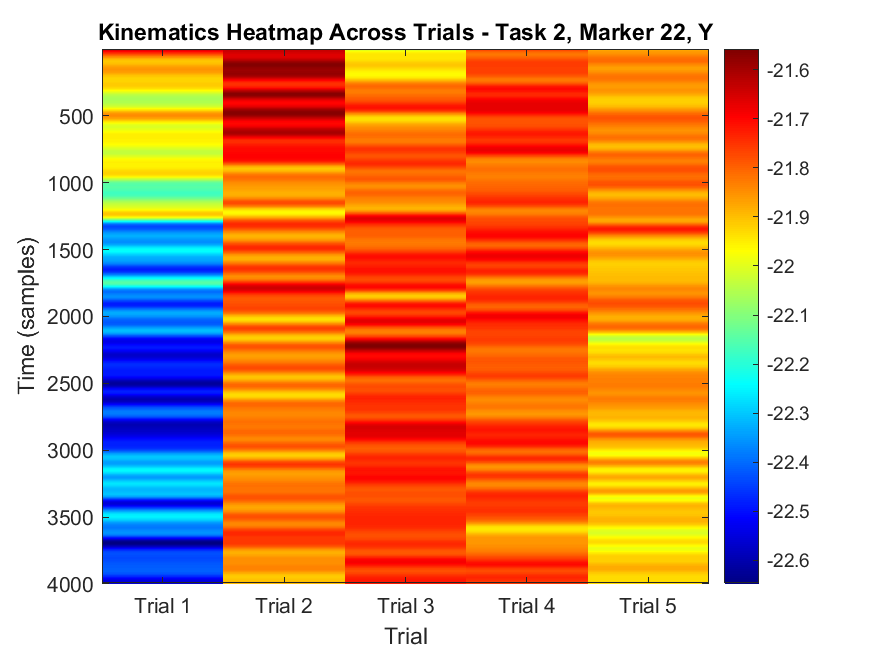 Kinematics Heatmap Across Trials - Task 2, Marker 22, Y
Time (samples)
500
1000
1500
2000
2500
3000
3500
4000
Trial 1
Trial 2
Trial 3
Trial 4
Trial 5
Trial
-21.6
-21.7
-21.8
-21.9
-22
-22.1
-22.2
-22.3
-22.4
-22.5
-22.6